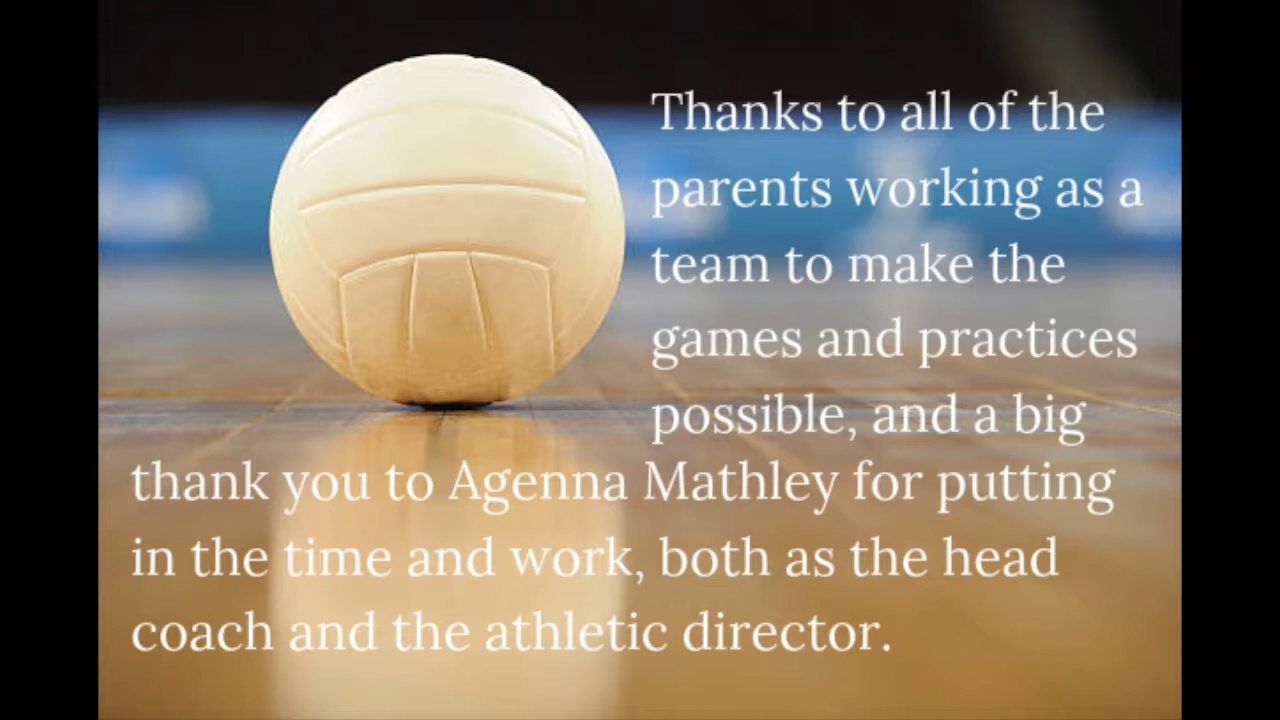 Thanks to all of the
parents working as a
team to make the
games and practices
possible, and a big
thank you to Agenna Mathley for putting
in the time and work, both as the head
coach and the athletic director.